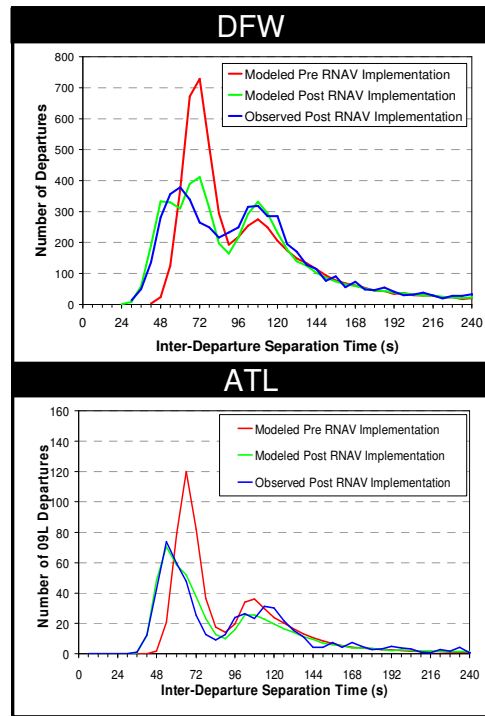 DFW
800
700
600
500
400
300
200
100
0
Number of Departures
Modeled Pre RNAV Implementation
Modeled Post RNAV Implementation
Observed Post RNAV Implementation
0 24 48 72 96 120 144 168 192 216 240
Inter-Departure Separation Time (s)
ATL
160
140
120
100
80
60
40
20
0
Number of 09L Departures
Modeled Pre RNAV Implementation
Modeled Post RNAV Implementation
Observed Post RNAV Implementation
0 24 48 72 96 120 144 168 192 216 240
Inter-Departure Separation Time (s)